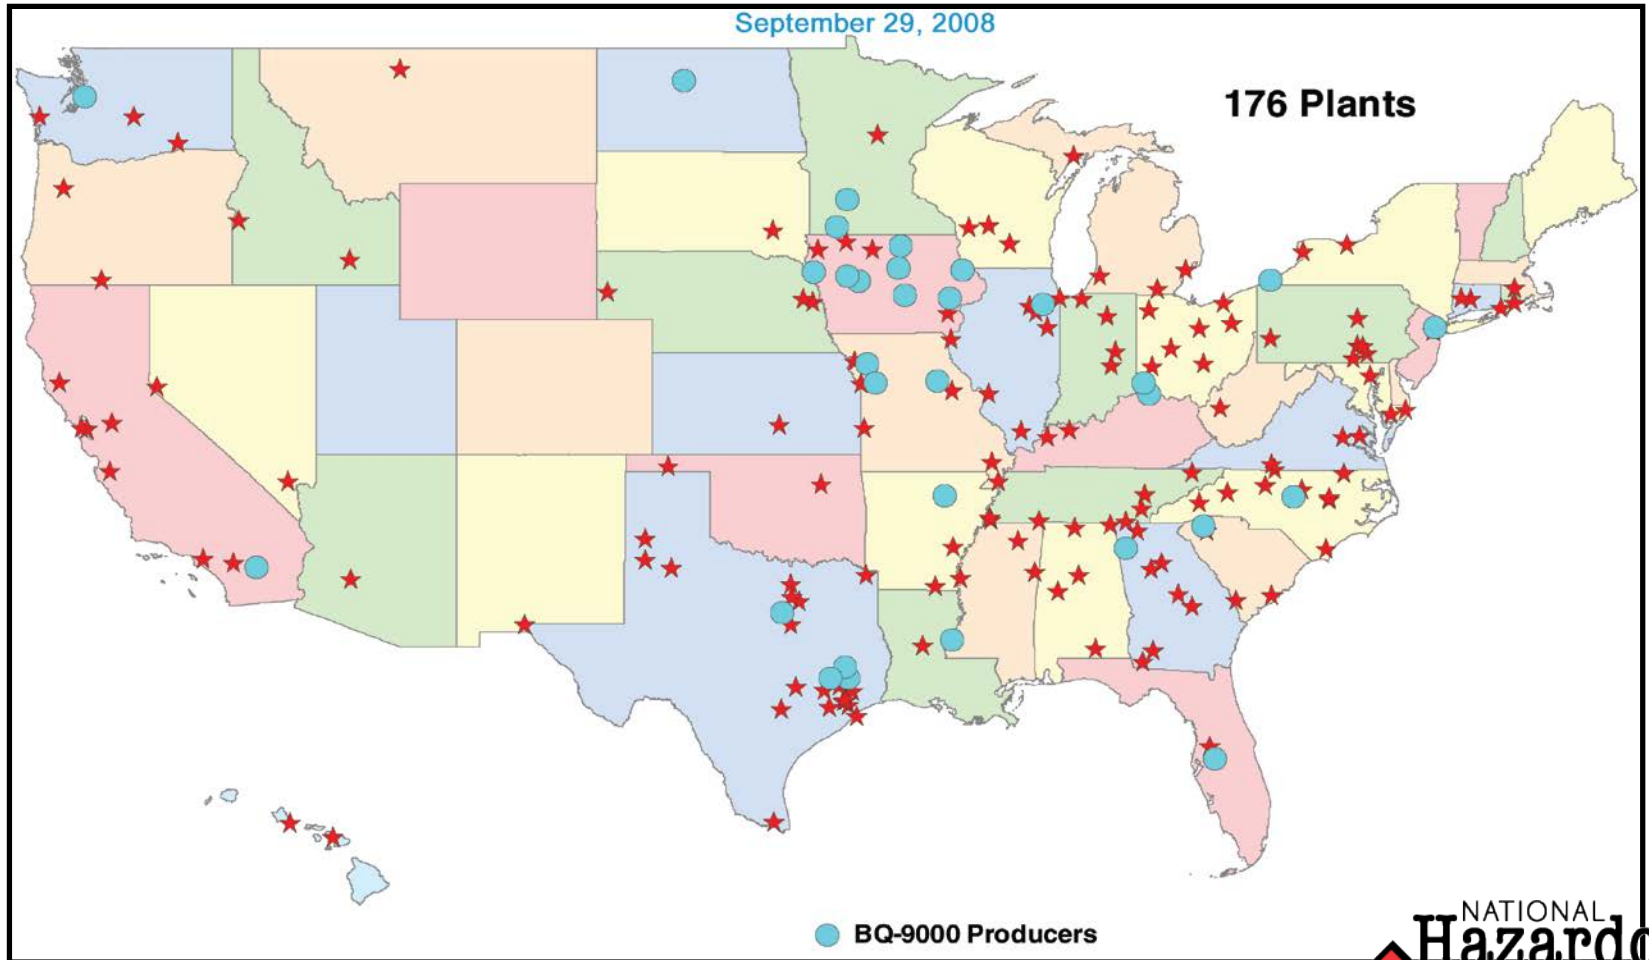 September 29, 2008
176 Plants
BQ-9000 Producers
NATIONAL